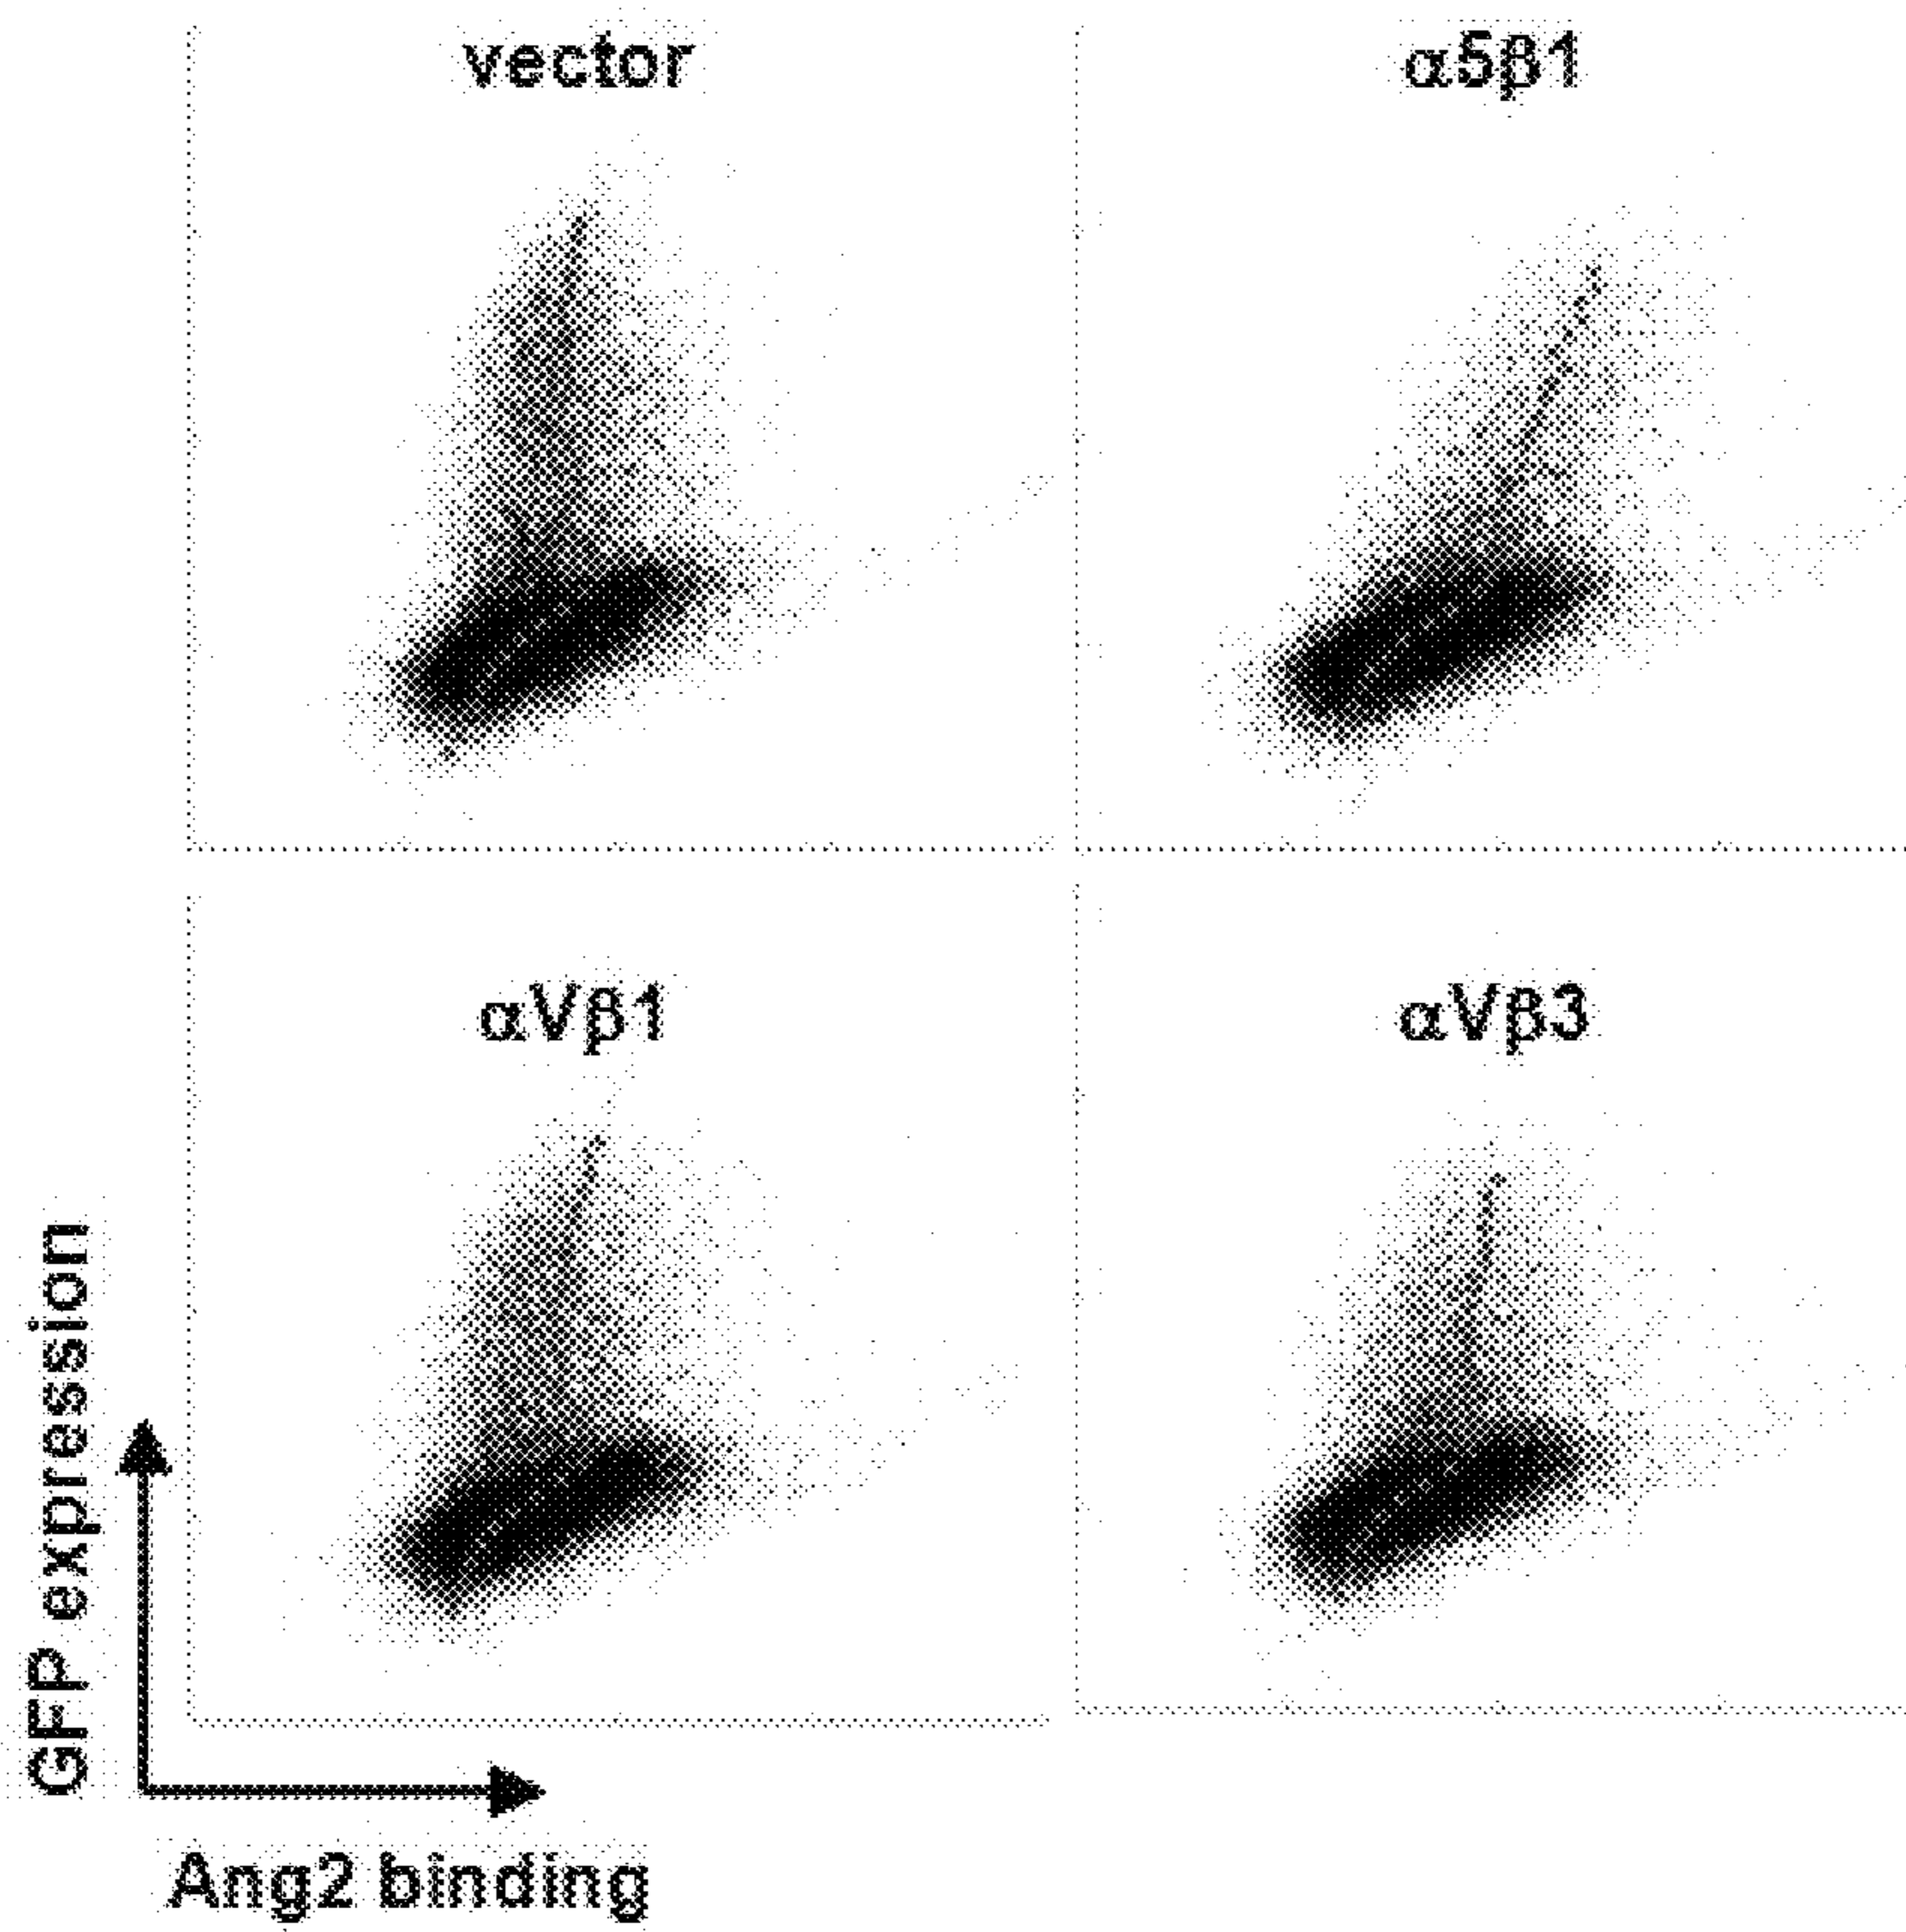 vector
α5β1
αVβ1
αVβ3
GFP expression
Ang2 binding